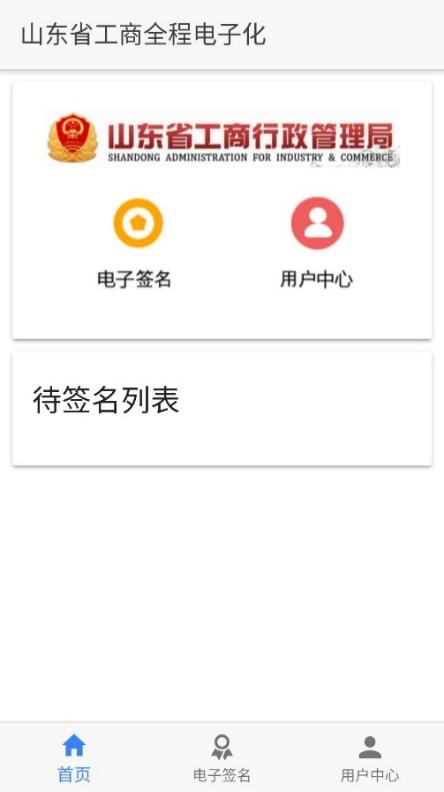 山东省工商全程电子化
山东省工商行政管理局
SHANDONG ADMINISTRATION FOR INDUSTRY & COMMERCE
电子签名
用户中心
待签名列表
首页
电子签名
用户中心